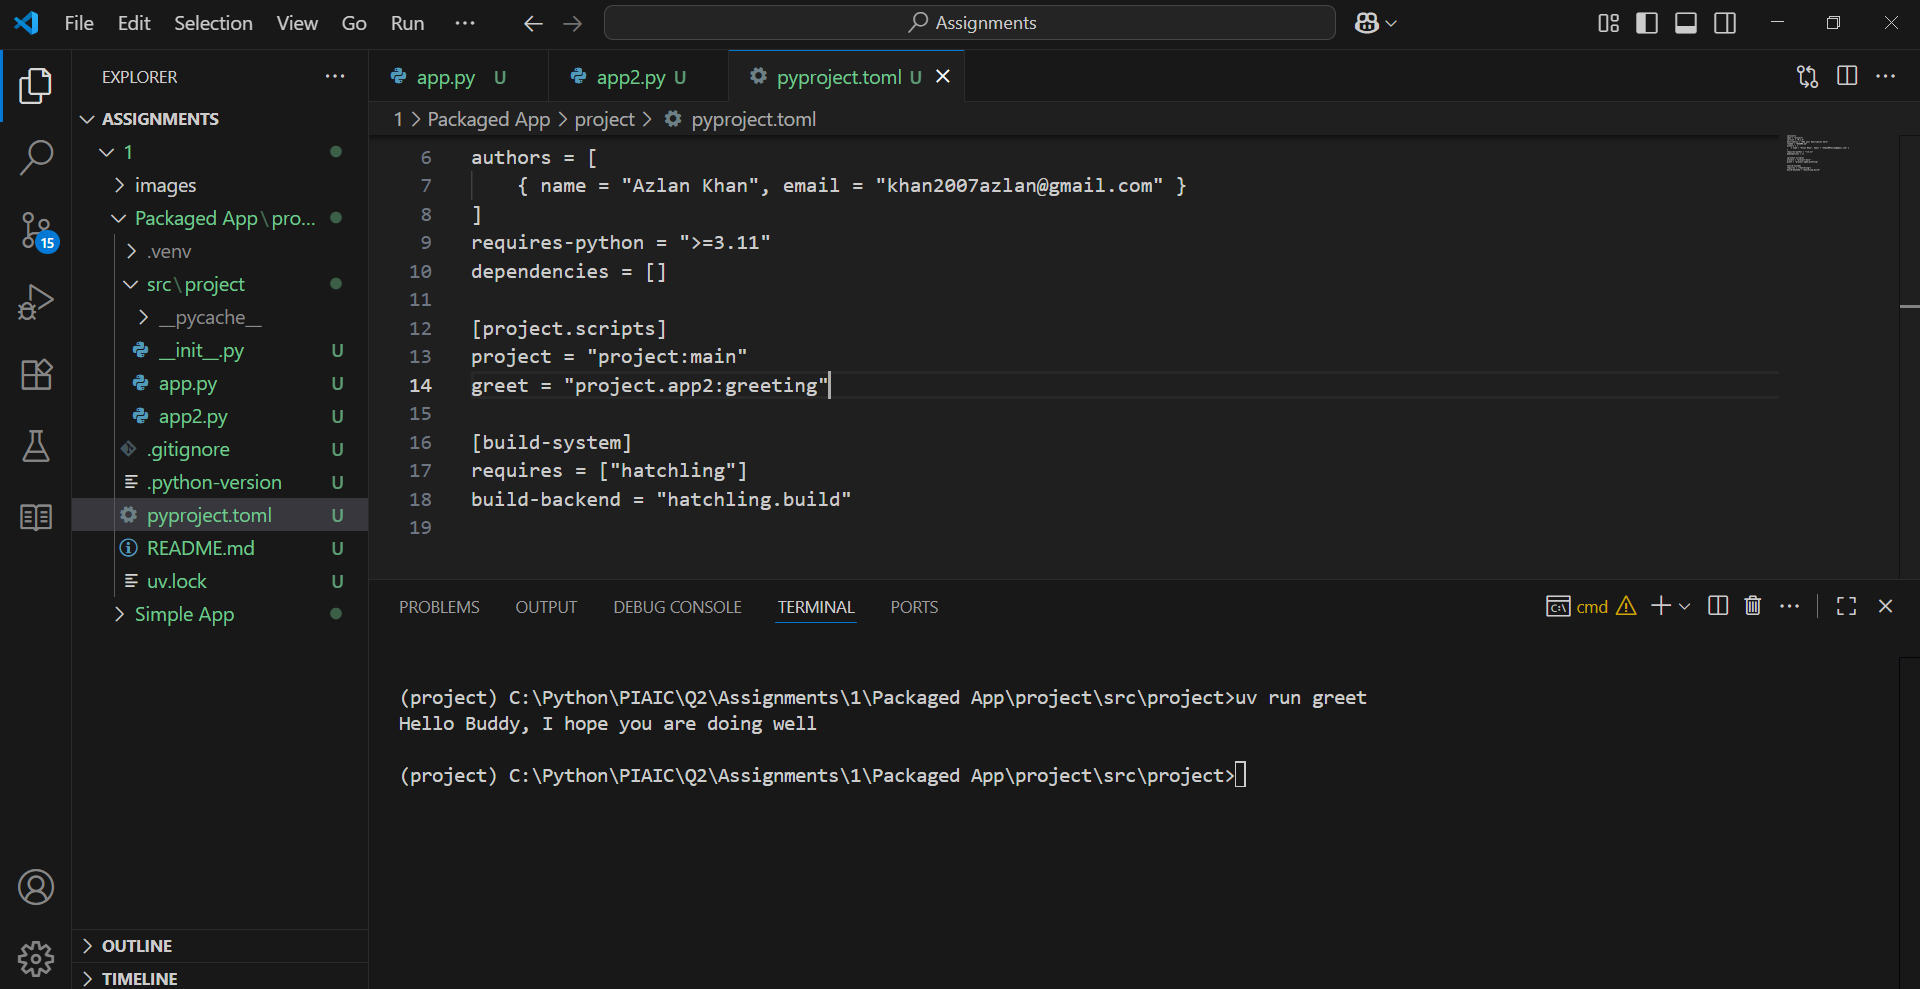 File Edit Selection View Go Run ··· Assignments
EXPLORER ···
ASSIGNMENTS
1
images
Packaged App\pro...
.venv
src\project
__pycache__
__init__.py U
app.py U
app2.py U
.gitignore U
.python-version U
pyproject.toml U
README.md U
uv.lock U
Simple App
15
OUTLINE
TIMELINE
app.py U app2.py U pyproject.toml U
1 > Packaged App > project > pyproject.toml
6 authors = [
7 { name = "Azlan Khan", email = "khan2007azlan@gmail.com" }
8 ]
9 requires-python = ">=3.11"
10 dependencies = []
11
12 [project.scripts]
13 project = "project:main"
14 greet = "project.app2:greeting"
15
16 [build-system]
17 requires = ["hatchling"]
18 build-backend = "hatchling.build"
19
PROBLEMS OUTPUT DEBUG CONSOLE TERMINAL PORTS cmd
(project) C:\Python\PIAIC\Q2\Assignments\1\Packaged App\project\src\project>uv run greet
Hello Buddy, I hope you are doing well
(project) C:\Python\PIAIC\Q2\Assignments\1\Packaged App\project\src\project>